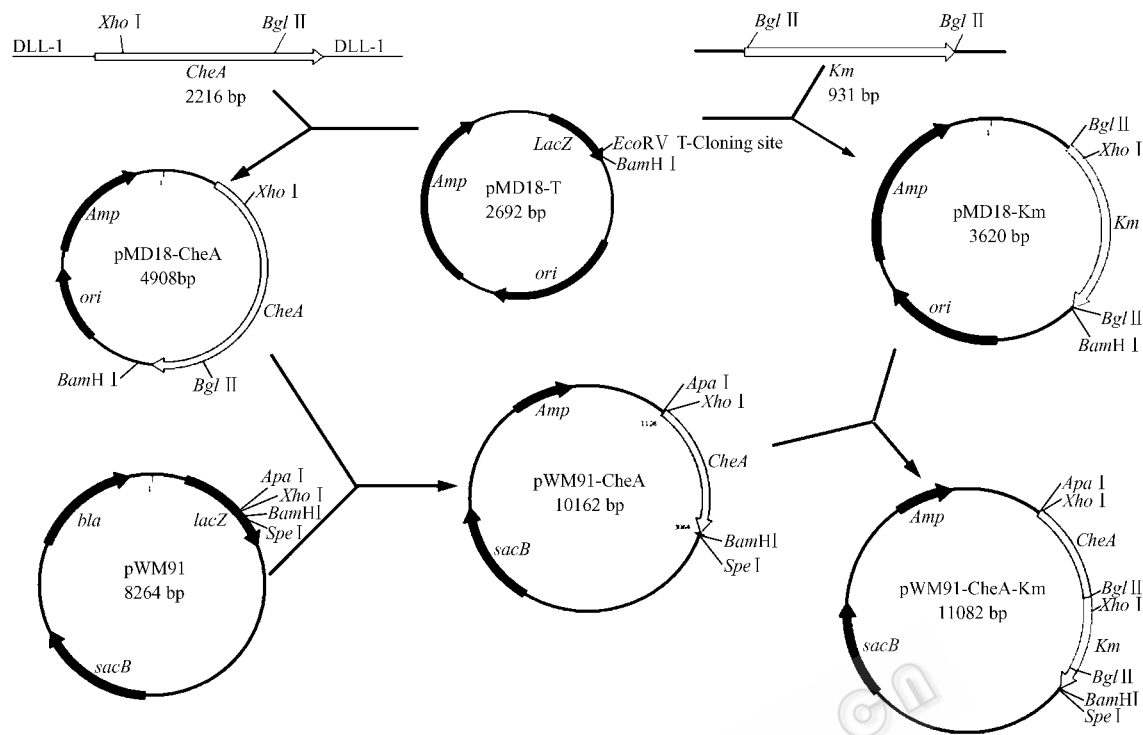 Xho Ⅰ
Bgl Ⅱ
DLL-1
DLL-1
CheA
2216 bp
Bgl Ⅱ
Bgl Ⅱ
Km
931 bp
LacZ
EcoRV T-Cloning site
BamH Ⅰ
Amp
pMD18-T
2692 bp
ori
Xho Ⅰ
Amp
pMD18-CheA
4908bp
ori
CheA
BamH Ⅰ
Bgl Ⅱ
Bgl Ⅱ
Xho Ⅰ
Amp
pMD18-Km
3620 bp
Km
ori
Bgl Ⅱ
BamH Ⅰ
Apa Ⅰ
Xho Ⅰ
BamHⅠ
SpeⅠ
lacZ
bla
pWM91
8264 bp
sacB
Apa Ⅰ
Xho Ⅰ
Amp
CheA
pWM91-CheA
10162 bp
sacB
BamHⅠ
SpeⅠ
Apa Ⅰ
Xho Ⅰ
Amp
CheA
pWM91-CheA-Km
11082 bp
Bgl Ⅱ
Xho Ⅰ
Km
sacB
Bgl Ⅱ
BamHⅠ
SpeⅠ
cn